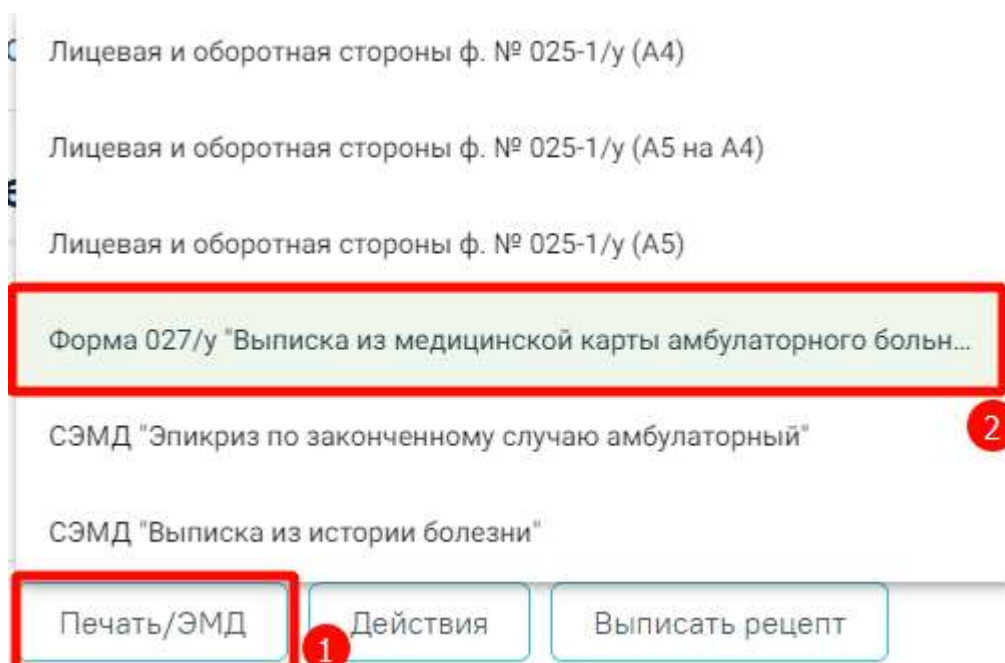 Лицевая и оборотная стороны ф. № 025-1/у (А4)
Лицевая и оборотная стороны ф. № 025-1/у (А5 на А4)
Лицевая и оборотная стороны ф. № 025-1/у (А5)
Форма 027/у "Выписка из медицинской карты амбулаторного больн...
2
СЭМД "Эпикриз по законченному случаю амбулаторный"
СЭМД "Выписка из истории болезни"
Печать/ЭМД 1 Действия Выписать рецепт